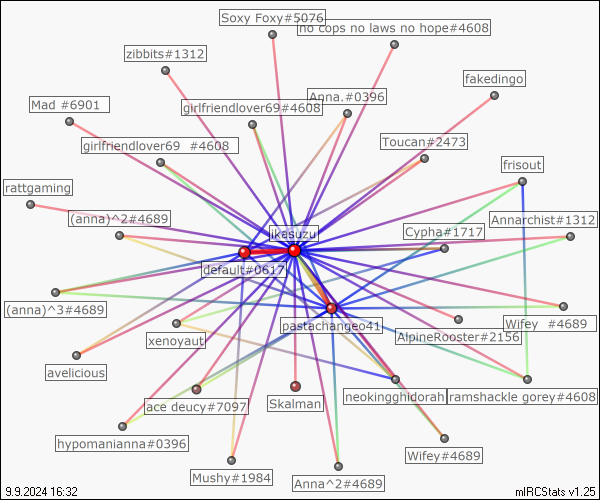 Soxy Foxy#5076
no cops no laws no hope#4608
zibbits#1312
fakedingo
Mad #6901
girlfriendlover69#4608
Anna.#0396
girlfriendlover69 #4608
Toucan#2473
frisout
rattgaming
(anna)^2#4689
ikasuzu
Cypha#1717
Annarchist#1312
default#0617
(anna)^3#4689
pastachangeo41
Wifey #4689
xenoyaut
AlpineRooster#2156
avelicious
ace deucy#7097
Skalman
neokingghidorah
ramshackle gorey#4608
hypomanianna#0396
Wifey#4689
Mushy#1984
Anna^2#4689
9.9.2024 16:32
mIRCStats v1.25